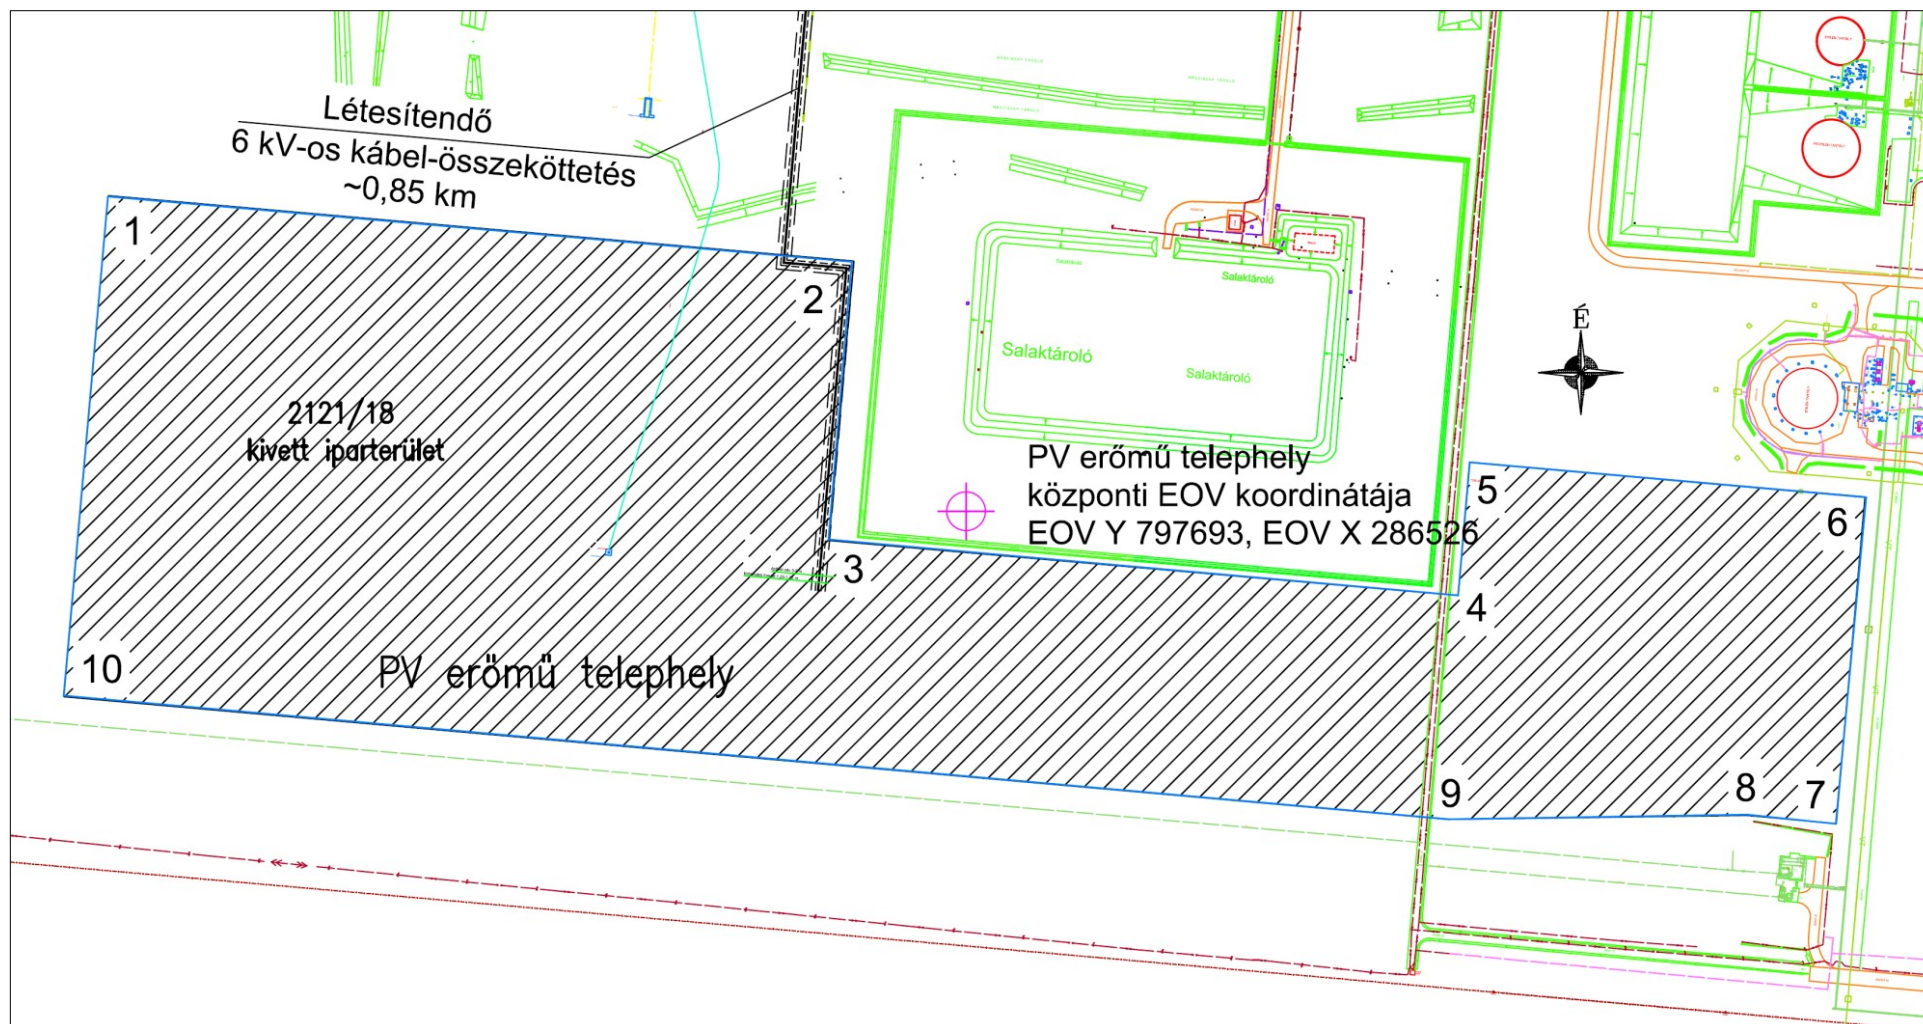 Létesítendő
6 kV-os kábel-összeköttetés
~0,85 km
1
2
É
Salaktároló
Salaktároló
Salaktároló
2121/18
kivett iparterület
PV erőmű telephely
központi EOV koordinátája
EOV Y 797693, EOV X 286526
5
6
3
4
10
PV erőmű telephely
9
8
7